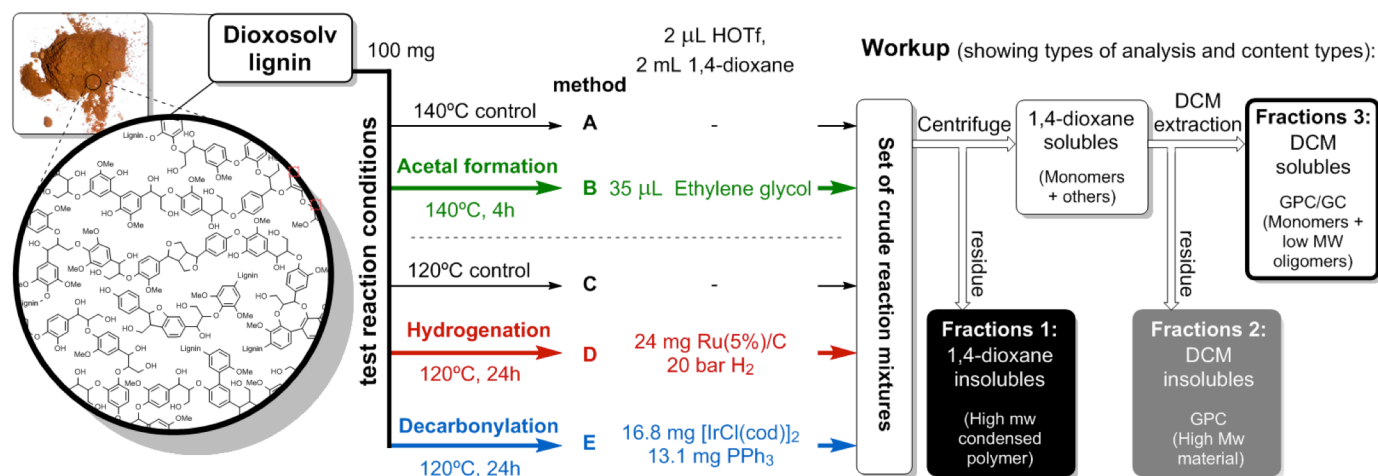 Dioxosolv
lignin
100 mg
test reaction conditions
method
2 μL HOTf,
2 mL 1,4-dioxane
140ºC control
A
-
Acetal formation
140ºC, 4h
B
35 μL Ethylene glycol
120ºC control
C
-
Hydrogenation
120ºC, 24h
D
24 mg Ru(5%)/C
20 bar H2
Decarbonylation
120ºC, 24h
E
16.8 mg [IrCl(cod)]2
13.1 mg PPh3
Set of crude reaction mixtures
Workup (showing types of analysis and content types):
Centrifuge
residue
1,4-dioxane
solubles
(Monomers
+ others)
DCM
extraction
residue
Fractions 3:
DCM
solubles
GPC/GC
(Monomers +
low MW
oligomers)
Fractions 1:
1,4-dioxane
insolubles
(High mw
condensed
polymer)
Fractions 2:
DCM
insolubles
GPC
(High Mw
material)
Lignin
Lignin
Lignin
Lignin
Lignin